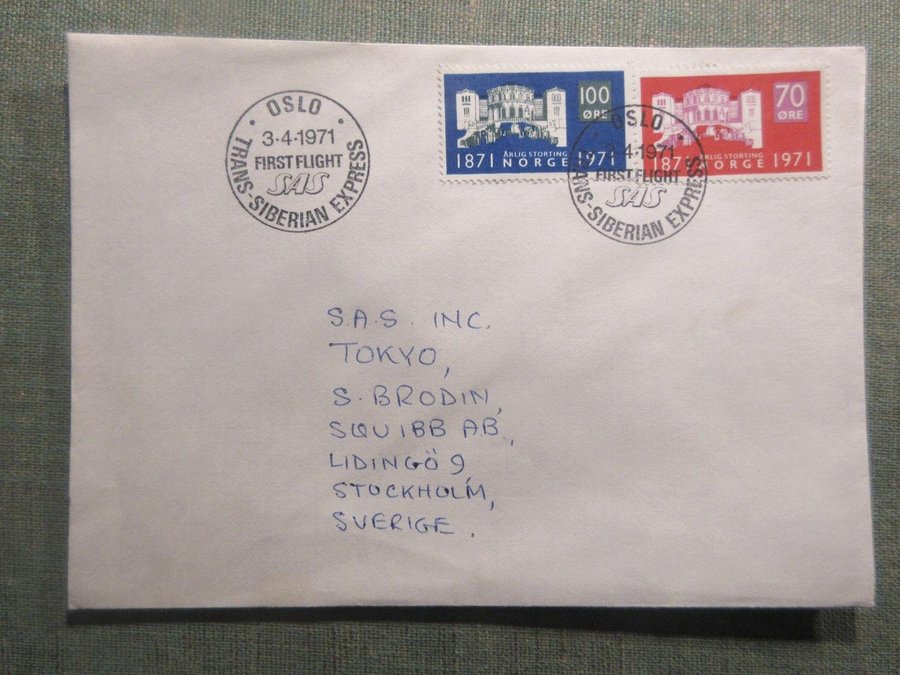 OSLO
3·4·1971
FIRST FLIGHT
SAS
TRANS-SIBERIAN EXPRESS
100
ØRE
1871 ÅRLIG STORTING 1971
NORGE
70
ØRE
187 ÅRLIG STORTING 1971
NORGE
OSLO
3·4·1971
FIRST FLIGHT
SAS
TRANS-SIBERIAN EXPRESS
S.A.S. INC.
TOKYO,
S. BRODIN,
SQUIBB AB.,
LIDINGÖ 9,
STOCKHOLM,
SVERIGE.